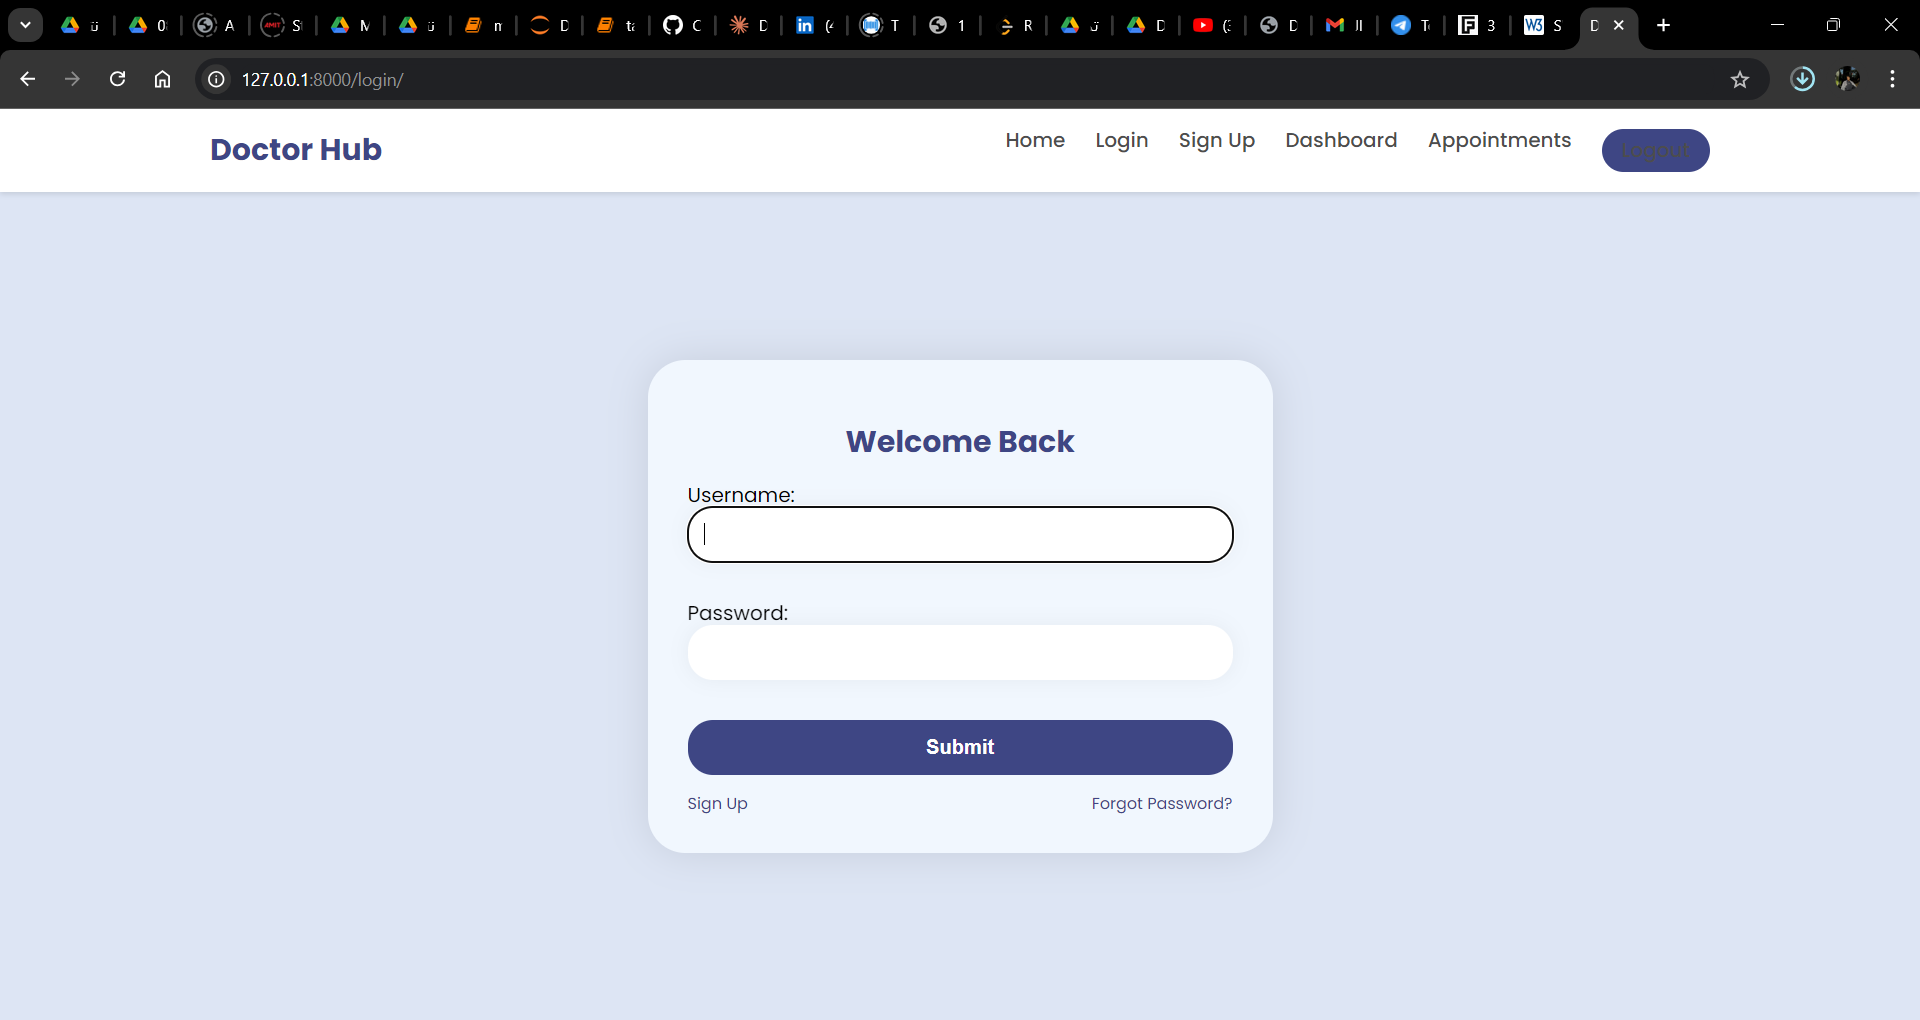 127.0.0.1:8000/login/
Doctor Hub
Home Login Sign Up Dashboard Appointments Logout
Welcome Back
Username:
Password:
Submit
Sign Up Forgot Password?